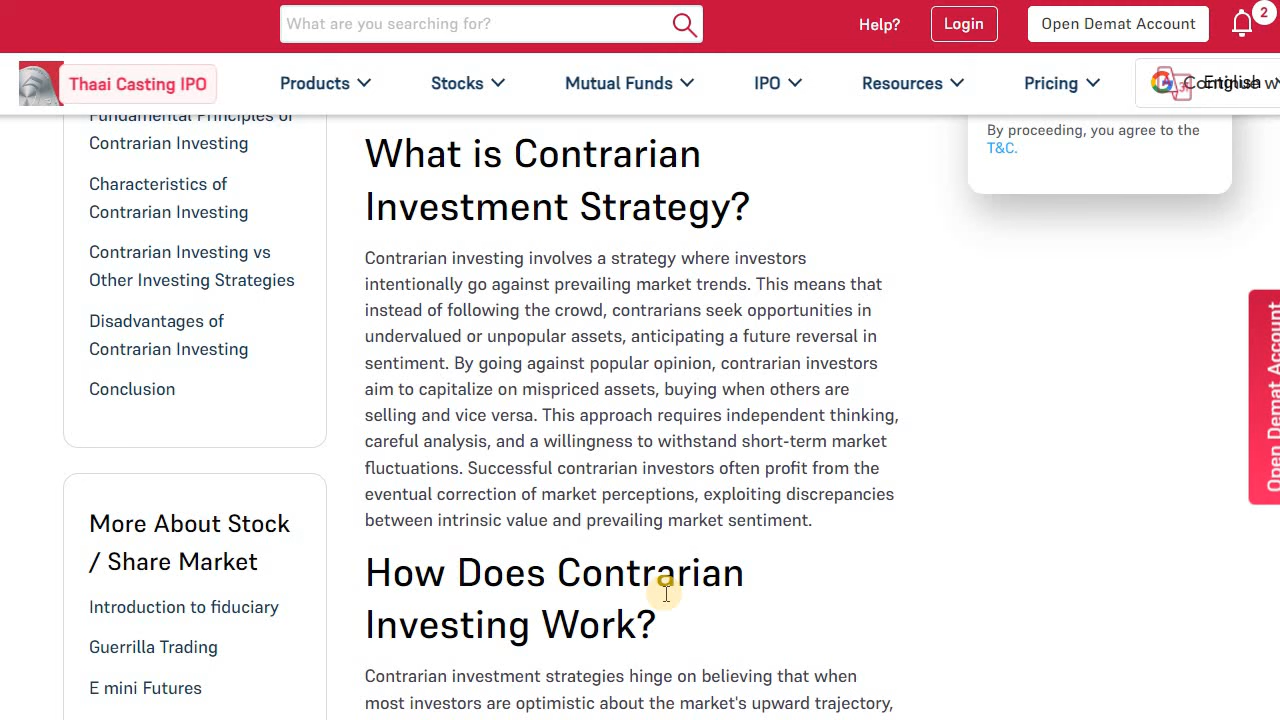 What are you searching for?
Help?
Login
Open Demat Account
2
Thaai Casting IPO
Products
Stocks
Mutual Funds
IPO
Resources
Pricing
English
Fundamental Principles of
Contrarian Investing
Characteristics of
Contrarian Investing
Contrarian Investing vs
Other Investing Strategies
Disadvantages of
Contrarian Investing
Conclusion
More About Stock
/ Share Market
Introduction to fiduciary
Guerrilla Trading
E mini Futures
What is Contrarian
Investment Strategy?
Contrarian investing involves a strategy where investors
intentionally go against prevailing market trends. This means that
instead of following the crowd, contrarians seek opportunities in
undervalued or unpopular assets, anticipating a future reversal in
sentiment. By going against popular opinion, contrarian investors
aim to capitalize on mispriced assets, buying when others are
selling and vice versa. This approach requires independent thinking,
careful analysis, and a willingness to withstand short-term market
fluctuations. Successful contrarian investors often profit from the
eventual correction of market perceptions, exploiting discrepancies
between intrinsic value and prevailing market sentiment.
How Does Contrarian
Investing Work?
Contrarian investment strategies hinge on believing that when
most investors are optimistic about the market's upward trajectory,
By proceeding, you agree to the
T&C.
Open Demat Account